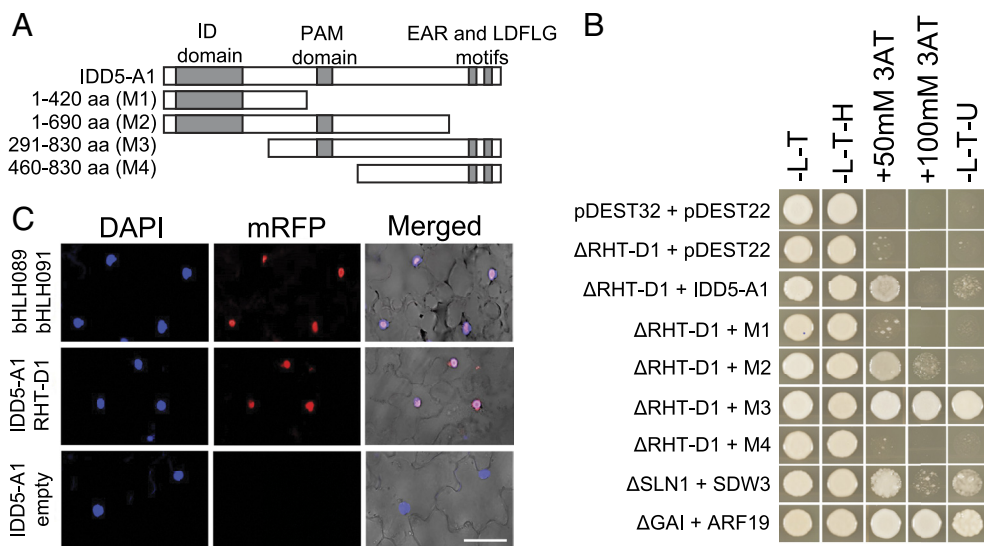 A
ID
domain
PAM
domain
EAR and LDFLG
motifs
IDD5-A1
1-420 aa (M1)
1-690 aa (M2)
291-830 aa (M3)
460-830 aa (M4)
B
-L-T
-L-T-H
+50mM 3AT
+100mM 3AT
-L-T-U
pDEST32 + pDEST22
ΔRHT-D1 + pDEST22
ΔRHT-D1 + IDD5-A1
ΔRHT-D1 + M1
ΔRHT-D1 + M2
ΔRHT-D1 + M3
ΔRHT-D1 + M4
ΔSLN1 + SDW3
ΔGAI + ARF19
C
DAPI
mRFP
Merged
bHLH089
bHLH091
IDD5-A1
RHT-D1
IDD5-A1
empty